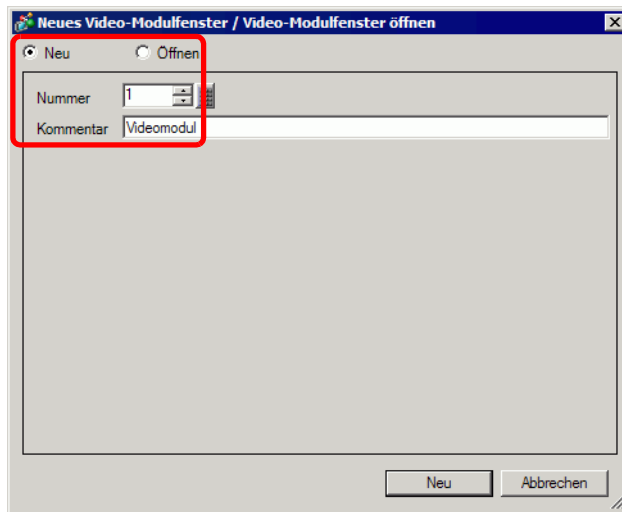 Neues Video-Modulfenster / Video-Modulfenster öffnen
Neu Öffnen
Nummer 1
Kommentar Videomodul
Neu Abbrechen